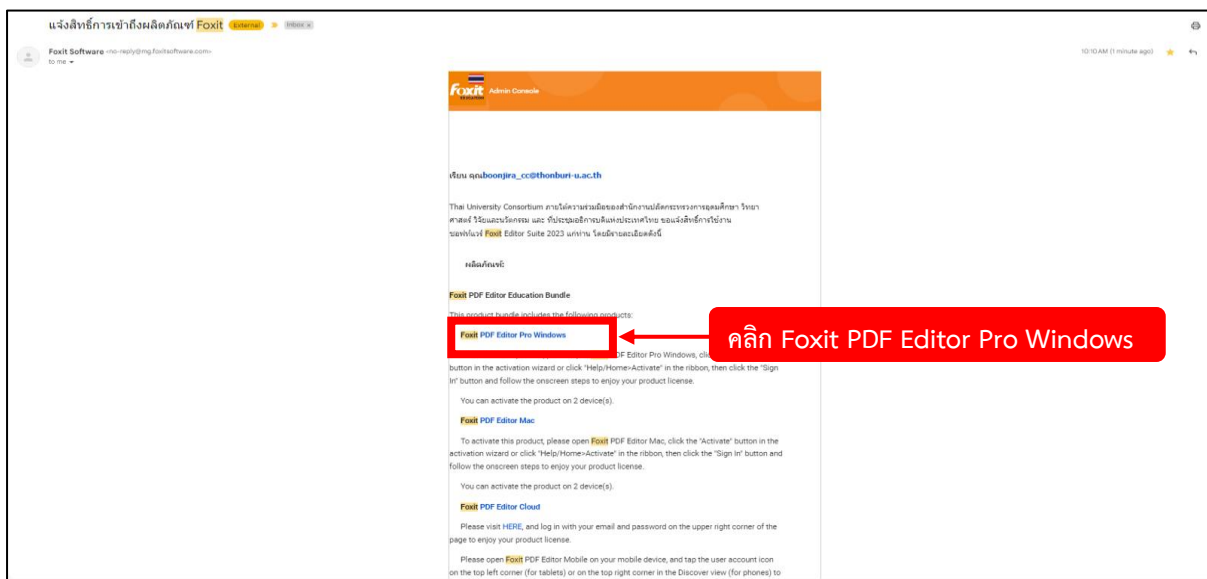 แจ้งสิทธิ์การเข้าถึงผลิตภัณฑ์ Foxit External Inbox x
Foxit Software <no-reply@mg.foxitsoftware.com>
10:10 AM (1 minute ago)
to me
foxit Admin Console
เรียน คุณboonjira_cc@thonburi-u.ac.th
Thai University Consortium ภายใต้ความร่วมมือของสำนักงานปลัดกระทรวงการอุดมศึกษา วิทยา
ศาสตร์ วิจัยและนวัตกรรม และ ที่ประชุมอธิการบดีแห่งประเทศไทย ขอแจ้งสิทธิ์การใช้งาน
ซอฟท์แวร์ Foxit Editor Suite 2023 แก่ท่าน โดยมีรายละเอียดดังนี้
ผลิตภัณฑ์:
Foxit PDF Editor Education Bundle
This product bundle includes the following products:
Foxit PDF Editor Pro Windows
คลิก Foxit PDF Editor Pro Windows
DF Editor Pro Windows, clic
button in the activation wizard or click "Help/Home>Activate" in the ribbon, then click the "Sign
In" button and follow the onscreen steps to enjoy your product license.
You can activate the product on 2 device(s).
Foxit PDF Editor Mac
To activate this product, please open Foxit PDF Editor Mac, click the "Activate" button in the
activation wizard or click "Help/Home>Activate" in the ribbon, then click the "Sign In" button and
follow the onscreen steps to enjoy your product license.
You can activate the product on 2 device(s).
Foxit PDF Editor Cloud
Please visit HERE, and log in with your email and password on the upper right corner of the
page to enjoy your product license.
Please open Foxit PDF Editor Mobile on your mobile device, and tap the user account icon
on the top left corner (for tablets) or on the top right corner in the Discover view (for phones) to